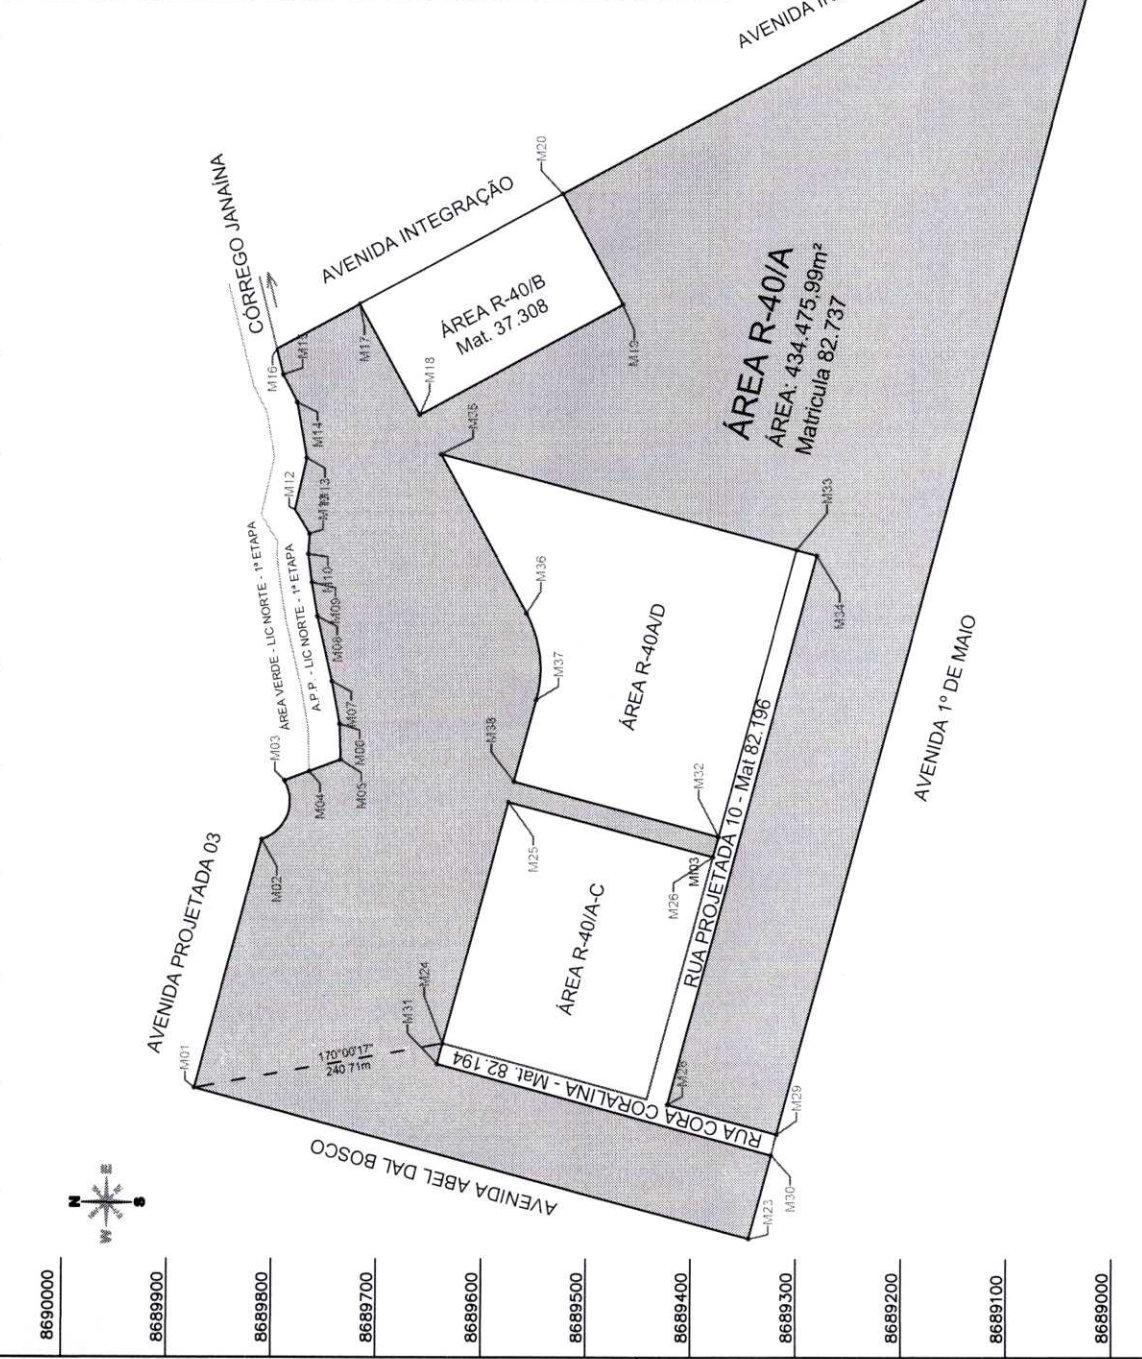 AVENIDA
CÓRREGO JANAÍNA
M20
AVENIDA INTEGRAÇÃO
ÁREA R-40/B
Mat. 37.308
M16
M15
M17
M18
M19
M14
M13
M12
ÁREA R-40/A
ÁREA: 434.475,99m²
Matricula 82.737
M35
M33
M34
ÁREA VERDE - LIC NORTE - 1ª ETAPA
A.P.P. - LIC NORTE - 1ª ETAPA
M10
M09
M08
M07
M05
M04
M03
M02
AVENIDA PROJETADA 03
M36
M37
M38
ÁREA R-40A/D
M32
RUA PROJETADA 10 - Mat 82.196
AVENIDA 1º DE MAIO
M25
M26
MI03
ÁREA R-40/A-C
M24
M31
M01
170°00'17"
240.71m
RUA CORA CORALINA - Mat. 82.194
M28
M29
M30
M23
AVENIDA ABEL DAL BOSCO
N
E
W
S
8690000
8689900
8689800
8689700
8689600
8689500
8689400
8689300
8689200
8689100
8689000